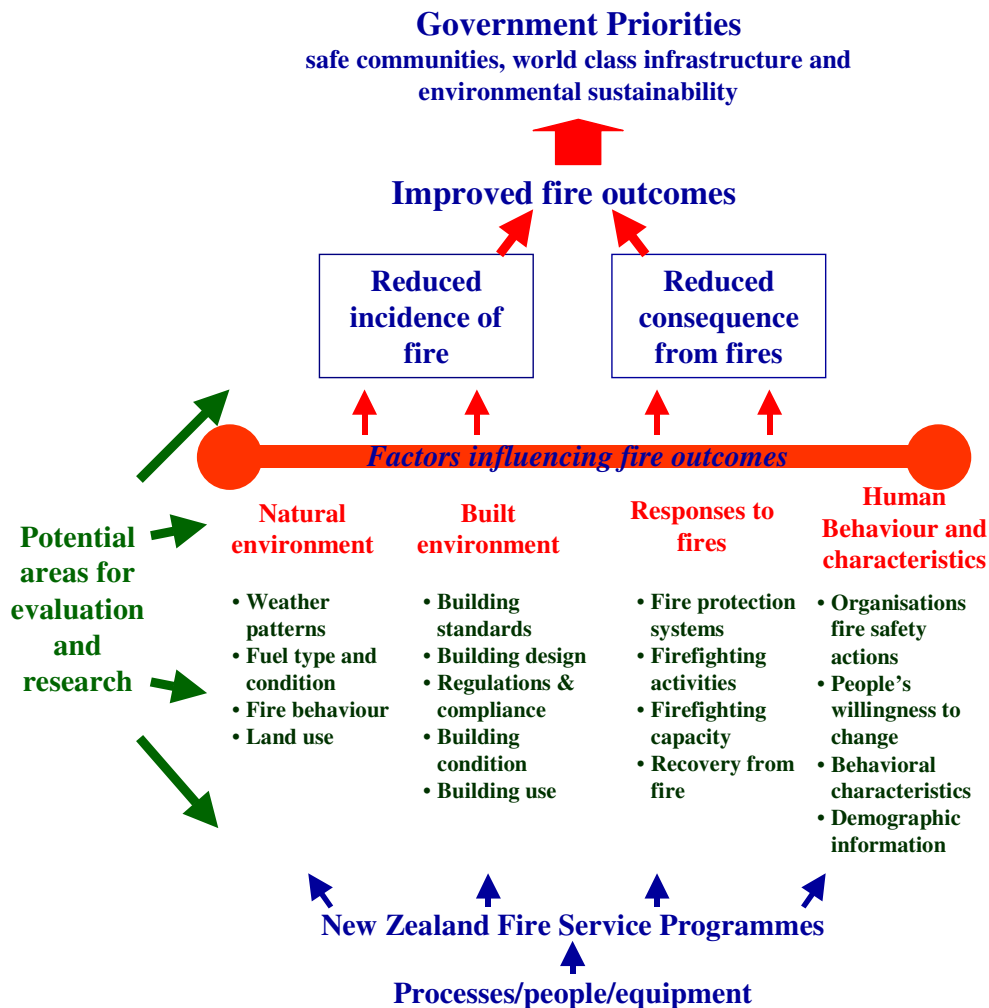 Government Priorities
safe communities, world class infrastructure and
environmental sustainability
Improved fire outcomes
Reduced
incidence of
fire
Reduced
consequence
from fires
Factors influencing fire outcomes
Potential
areas for
evaluation
and
research
Natural
environment
• Weather
patterns
• Fuel type and
condition
• Fire behaviour
• Land use
Built
environment
• Building
standards
• Building design
• Regulations &
compliance
• Building
condition
• Building use
Responses to
fires
• Fire protection
systems
• Firefighting
activities
• Firefighting
capacity
• Recovery from
fire
Human
Behaviour and
characteristics
• Organisations
fire safety
actions
• People’s
willingness to
change
• Behavioral
characteristics
• Demographic
information
New Zealand Fire Service Programmes
Processes/people/equipment